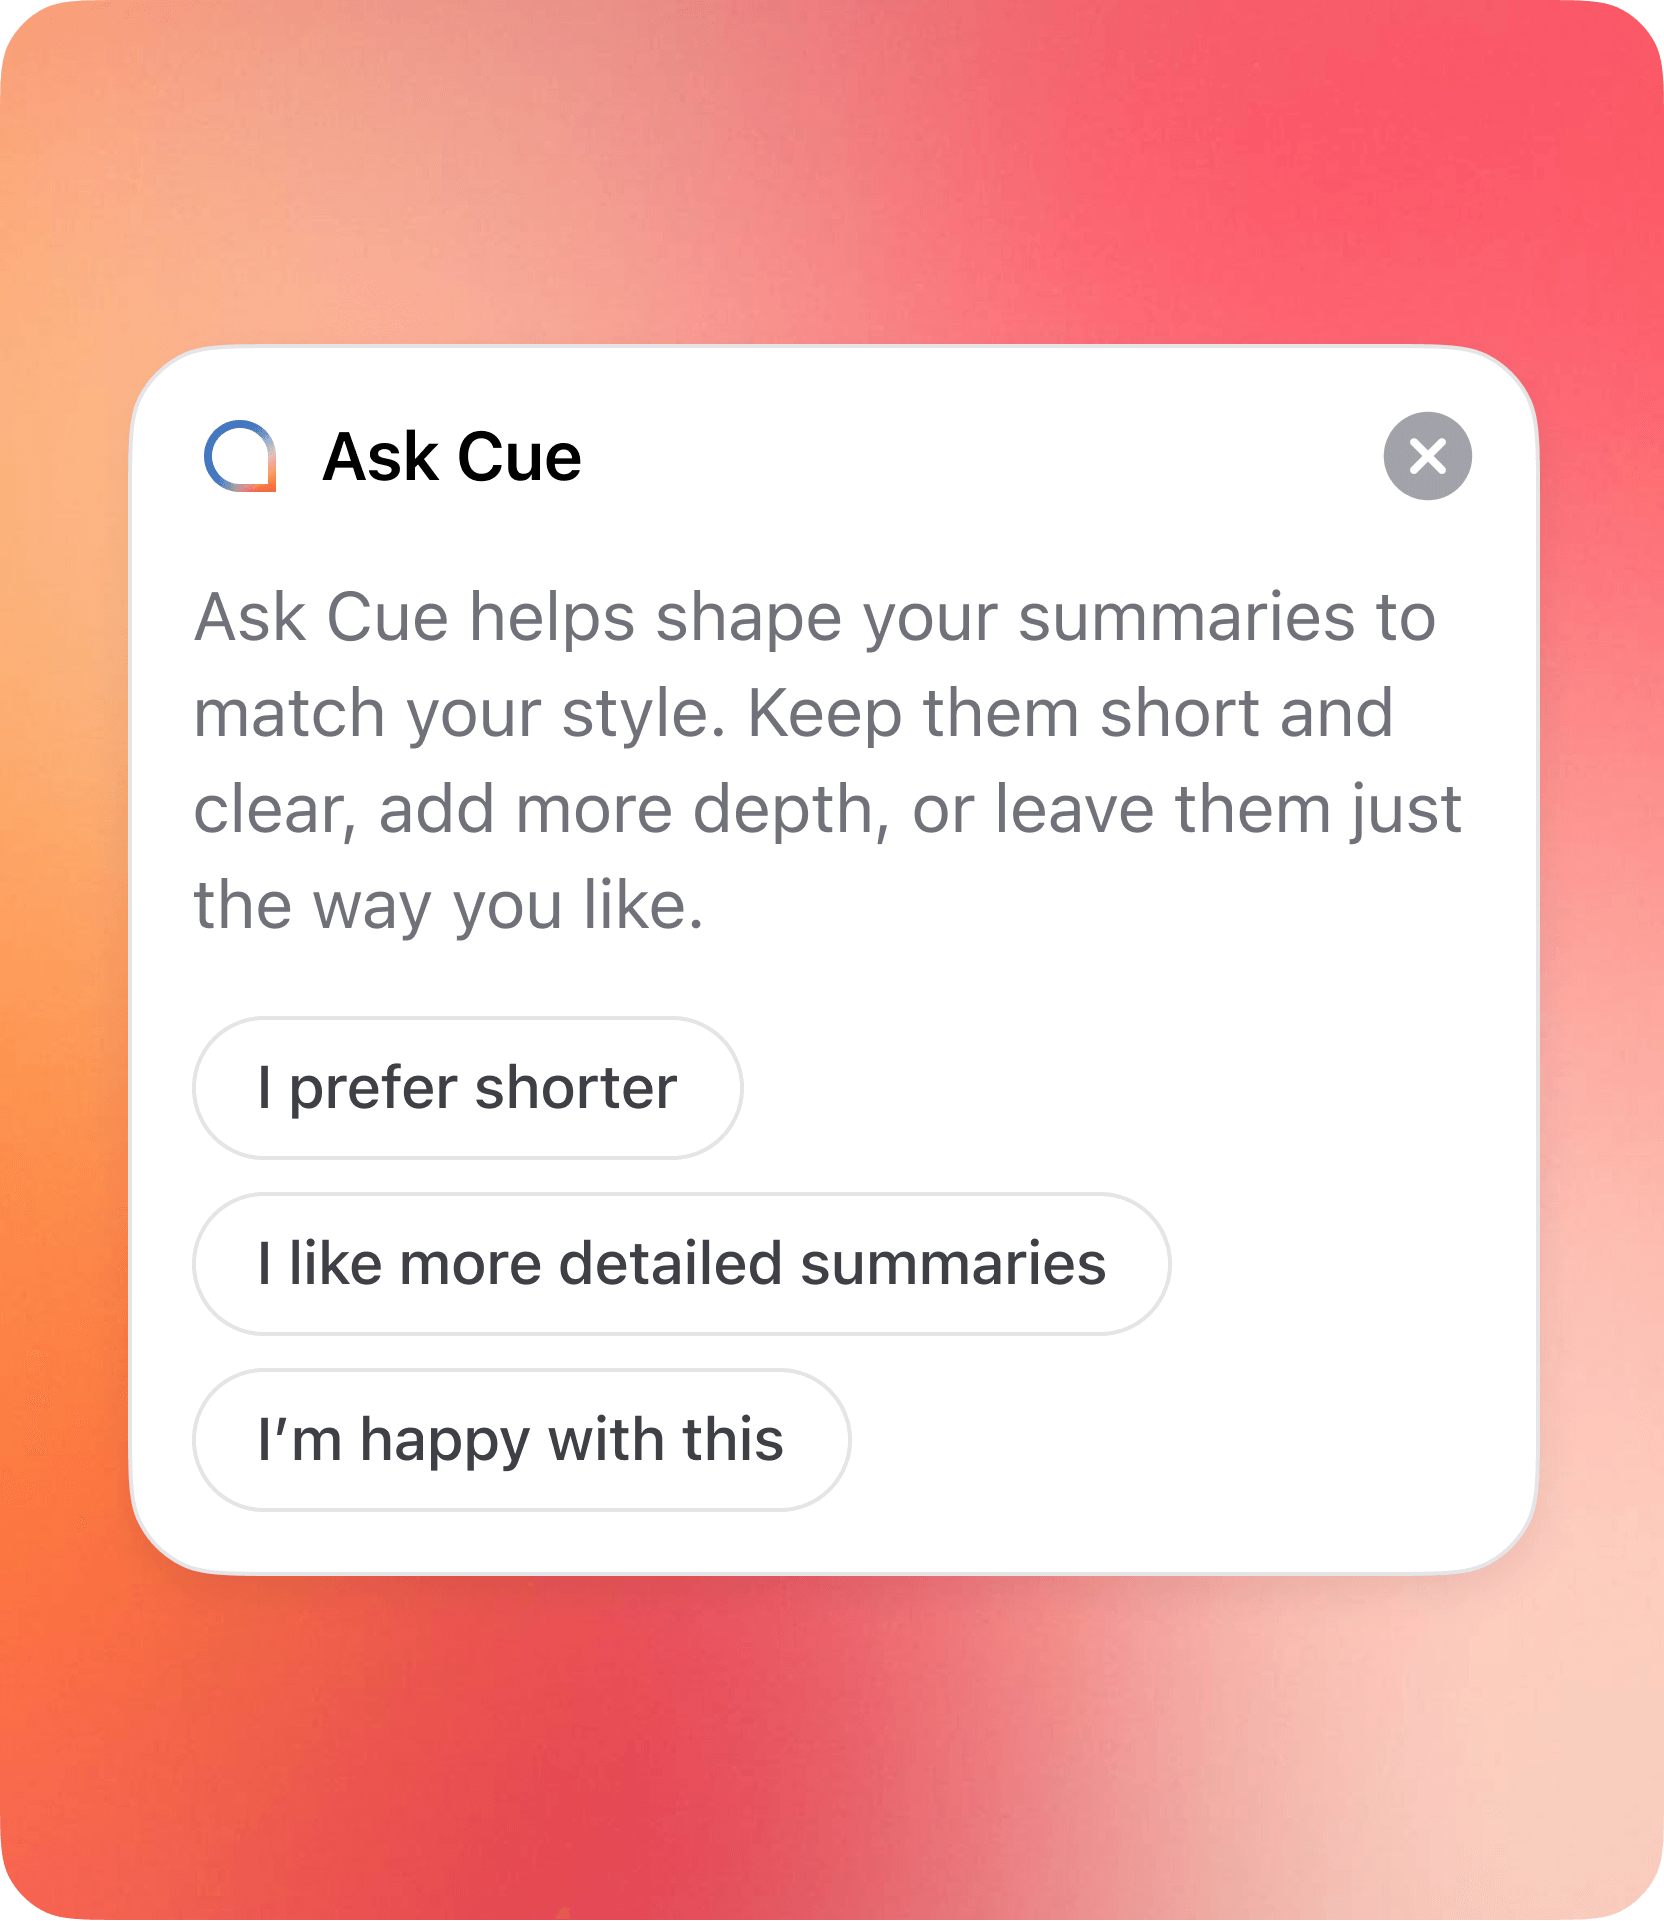 Ask Cue
Ask Cue helps shape your summaries to
match your style. Keep them short and
clear, add more depth, or leave them just
the way you like.
I prefer shorter
I like more detailed summaries
I’m happy with this